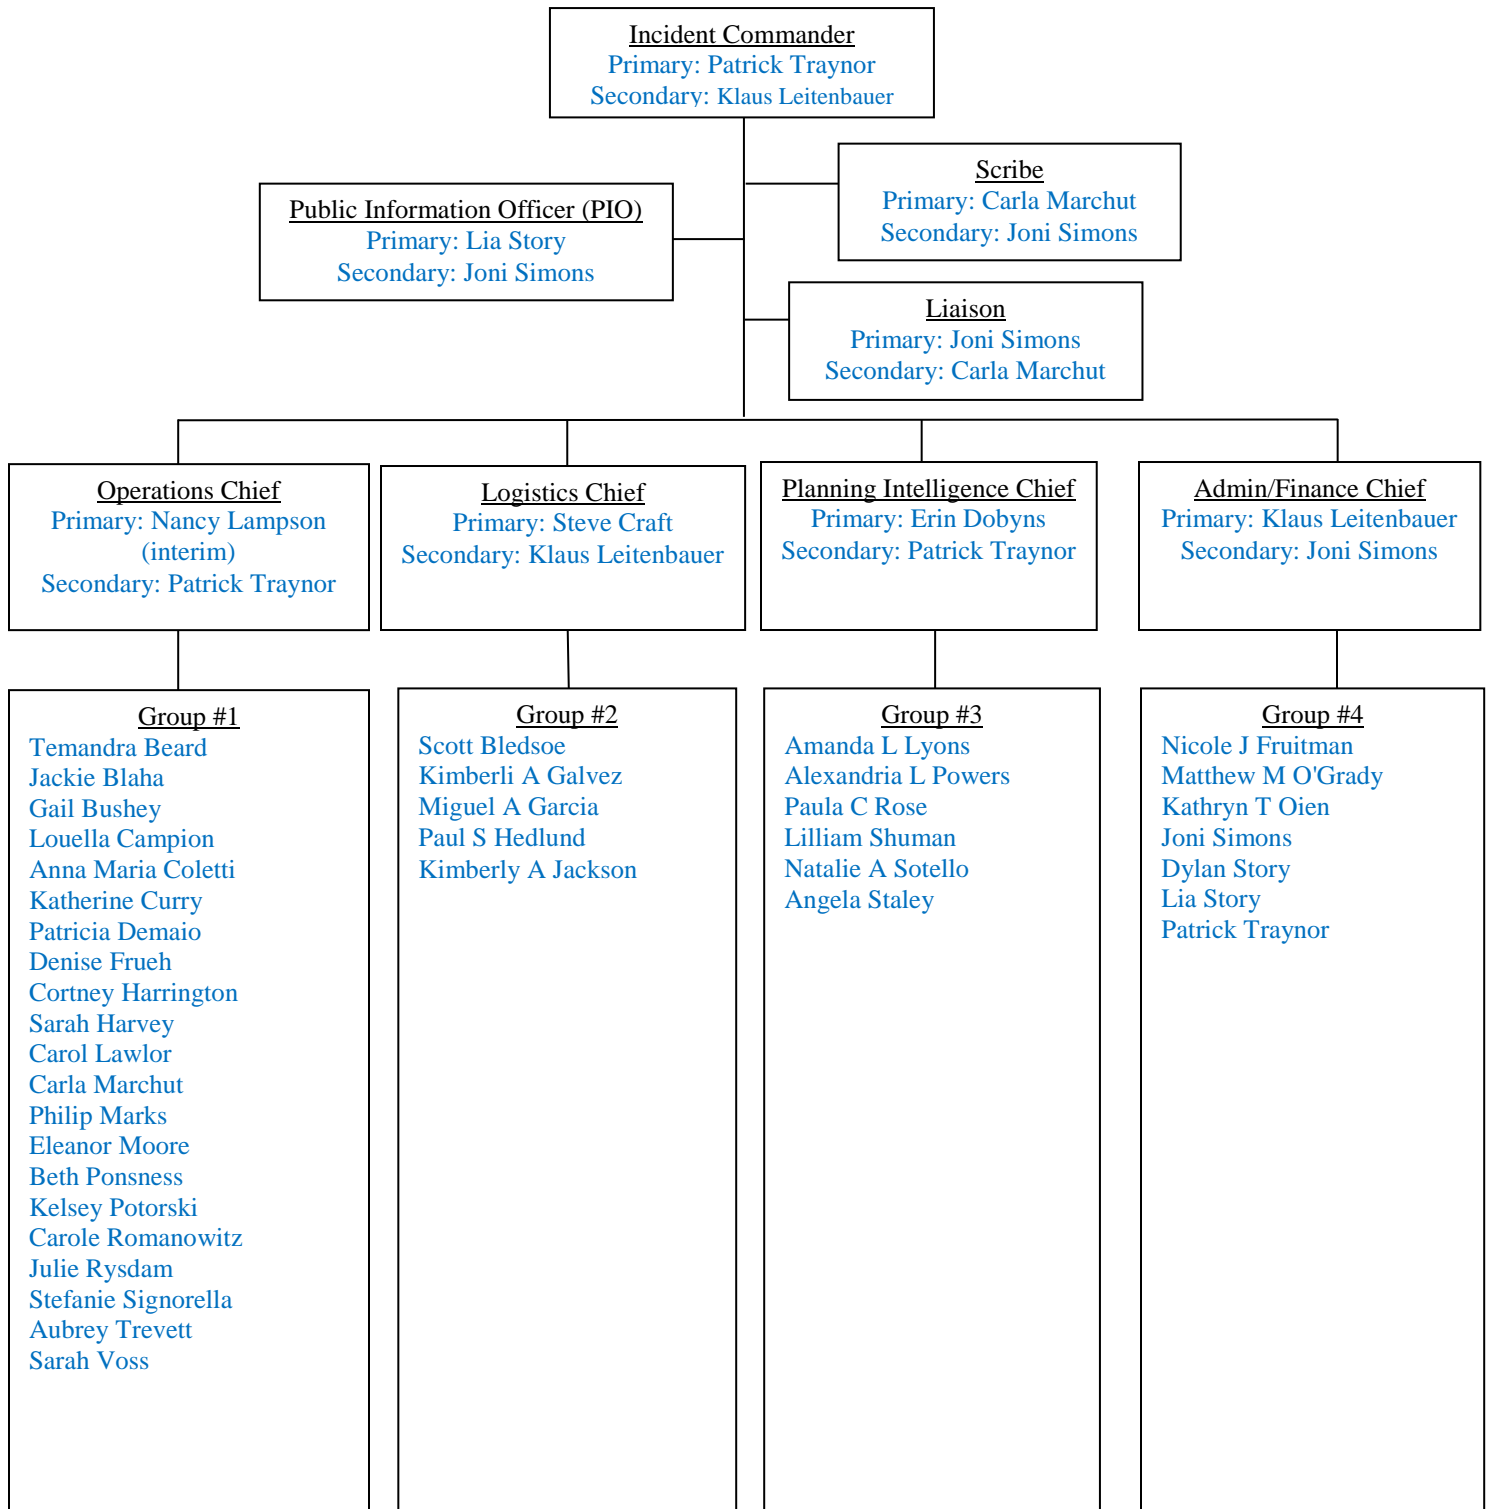 Incident Commander
Primary: Patrick Traynor
Secondary: Klaus Leitenbauer
Scribe
Primary: Carla Marchut
Secondary: Joni Simons
Public Information Officer (PIO)
Primary: Lia Story
Secondary: Joni Simons
Liaison
Primary: Joni Simons
Secondary: Carla Marchut
Operations Chief
Primary: Nancy Lampson
(interim)
Secondary: Patrick Traynor
Logistics Chief
Primary: Steve Craft
Secondary: Klaus Leitenbauer
Planning Intelligence Chief
Primary: Erin Dobyns
Secondary: Patrick Traynor
Admin/Finance Chief
Primary: Klaus Leitenbauer
Secondary: Joni Simons
Group #1
Temandra Beard
Jackie Blaha
Gail Bushey
Louella Campion
Anna Maria Coletti
Katherine Curry
Patricia Demaio
Denise Frueh
Cortney Harrington
Sarah Harvey
Carol Lawlor
Carla Marchut
Philip Marks
Eleanor Moore
Beth Ponsness
Kelsey Potorski
Carole Romanowitz
Julie Rysdam
Stefanie Signorella
Aubrey Trevett
Sarah Voss
Group #2
Scott Bledsoe
Kimberli A Galvez
Miguel A Garcia
Paul S Hedlund
Kimberly A Jackson
Group #3
Amanda L Lyons
Alexandria L Powers
Paula C Rose
Lilliam Shuman
Natalie A Sotello
Angela Staley
Group #4
Nicole J Fruitman
Matthew M O'Grady
Kathryn T Oien
Joni Simons
Dylan Story
Lia Story
Patrick Traynor